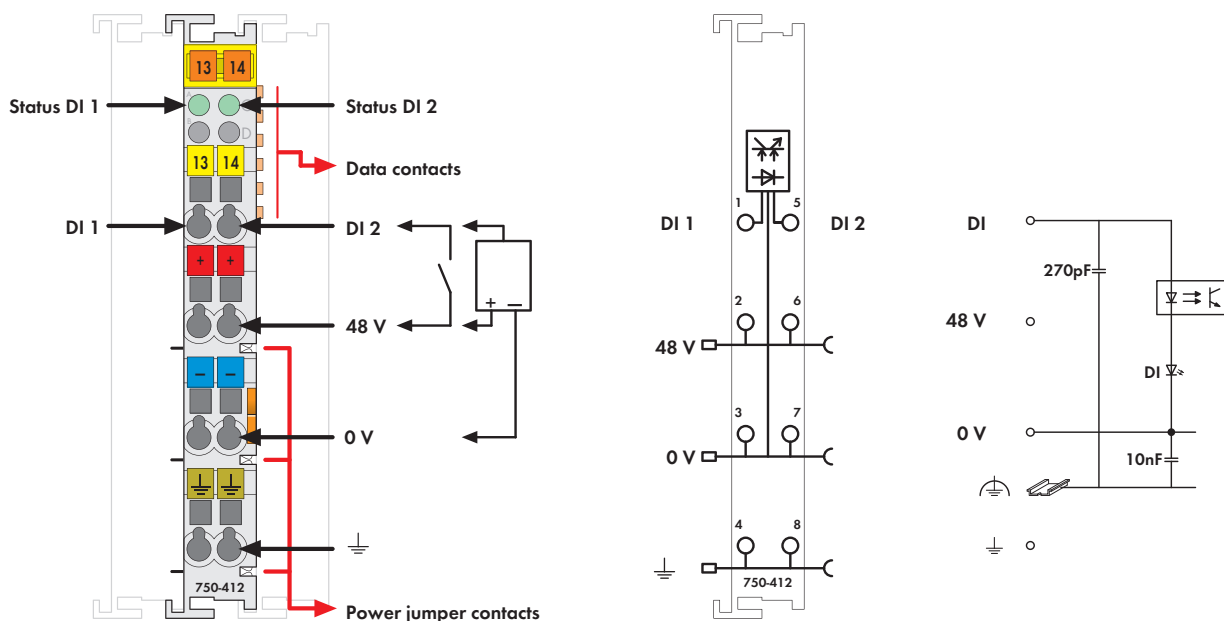 13 14
A C
B D
Status DI 1
Status DI 2
13 14
Data contacts
DI 1
DI 2
+ +
+ −
48 V
− −
0 V
750-412
Power jumper contacts
1 5
DI 1
DI 2
2 6
48 V
3 7
0 V
4 8
750-412
DI
270pF
48 V
DI
0 V
10nF